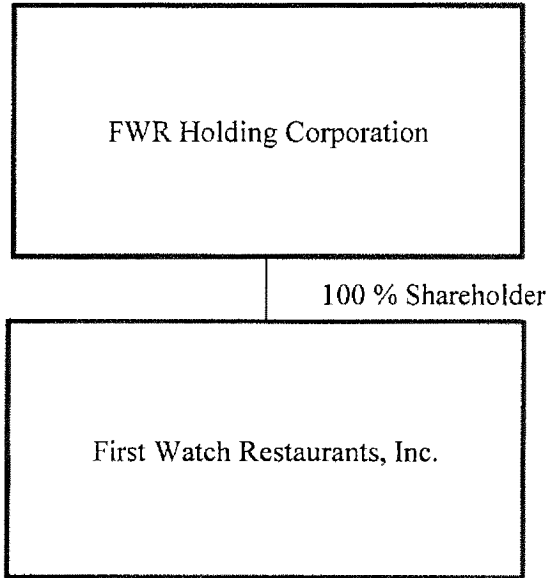 FWR Holding Corporation
100 % Shareholder
First Watch Restaurants, Inc.